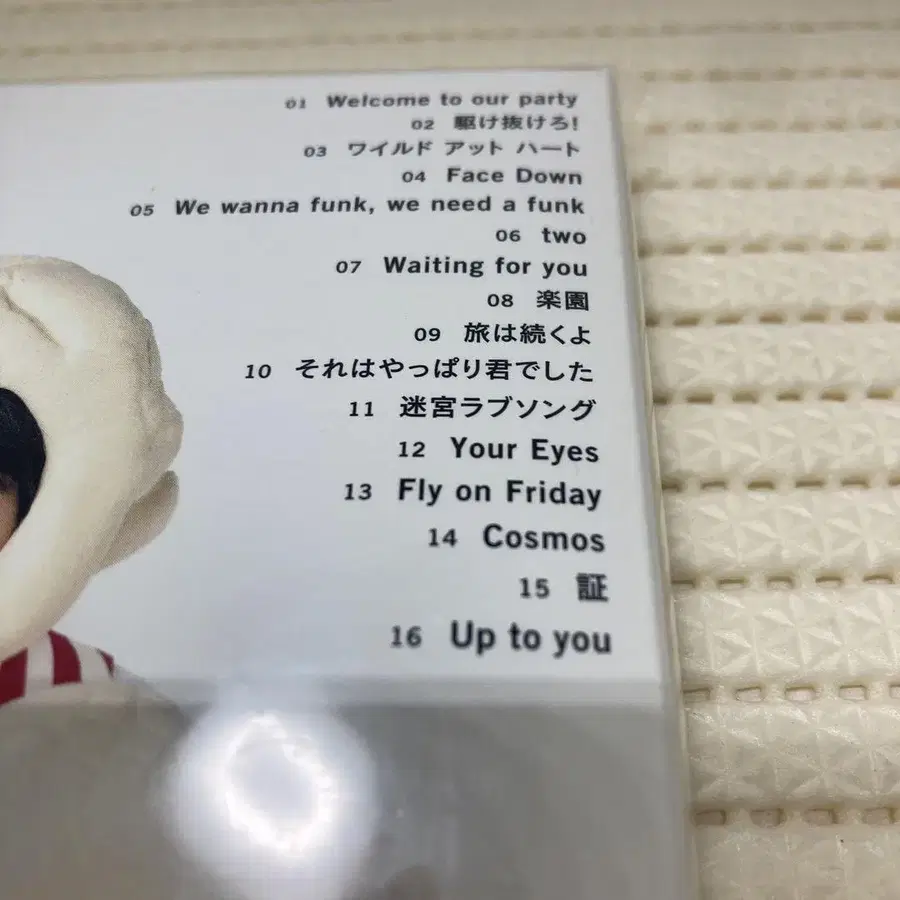 01 Welcome to our party
02 駆け抜けろ!
03 ワイルド アット ハート
04 Face Down
05 We wanna funk, we need a funk
06 two
07 Waiting for you
08 楽園
09 旅は続くよ
10 それはやっぱり君でした
11 迷宮ラブソング
12 Your Eyes
13 Fly on Friday
14 Cosmos
15 証
16 Up to you